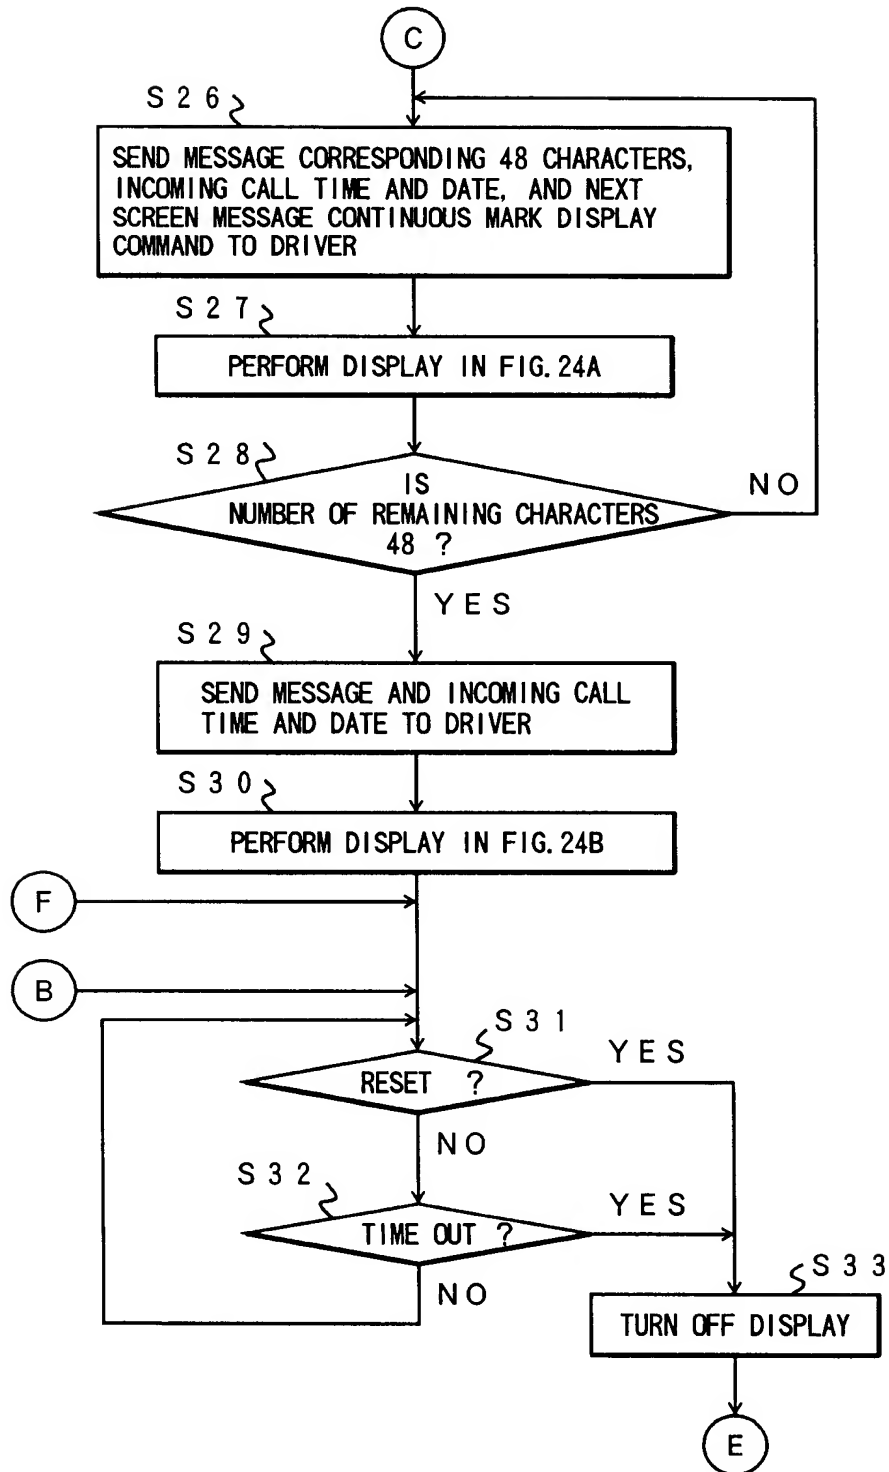 C
S26
SEND MESSAGE CORRESPONDING 48 CHARACTERS,
INCOMING CALL TIME AND DATE, AND NEXT
SCREEN MESSAGE CONTINUOUS MARK DISPLAY
COMMAND TO DRIVER
S27
PERFORM DISPLAY IN FIG.24A
S28
IS
NUMBER OF REMAINING CHARACTERS
48 ?
NO
YES
S29
SEND MESSAGE AND INCOMING CALL
TIME AND DATE TO DRIVER
S30
PERFORM DISPLAY IN FIG.24B
F
B
S31
RESET ?
YES
NO
S32
TIME OUT ?
YES
NO
S33
TURN OFF DISPLAY
E